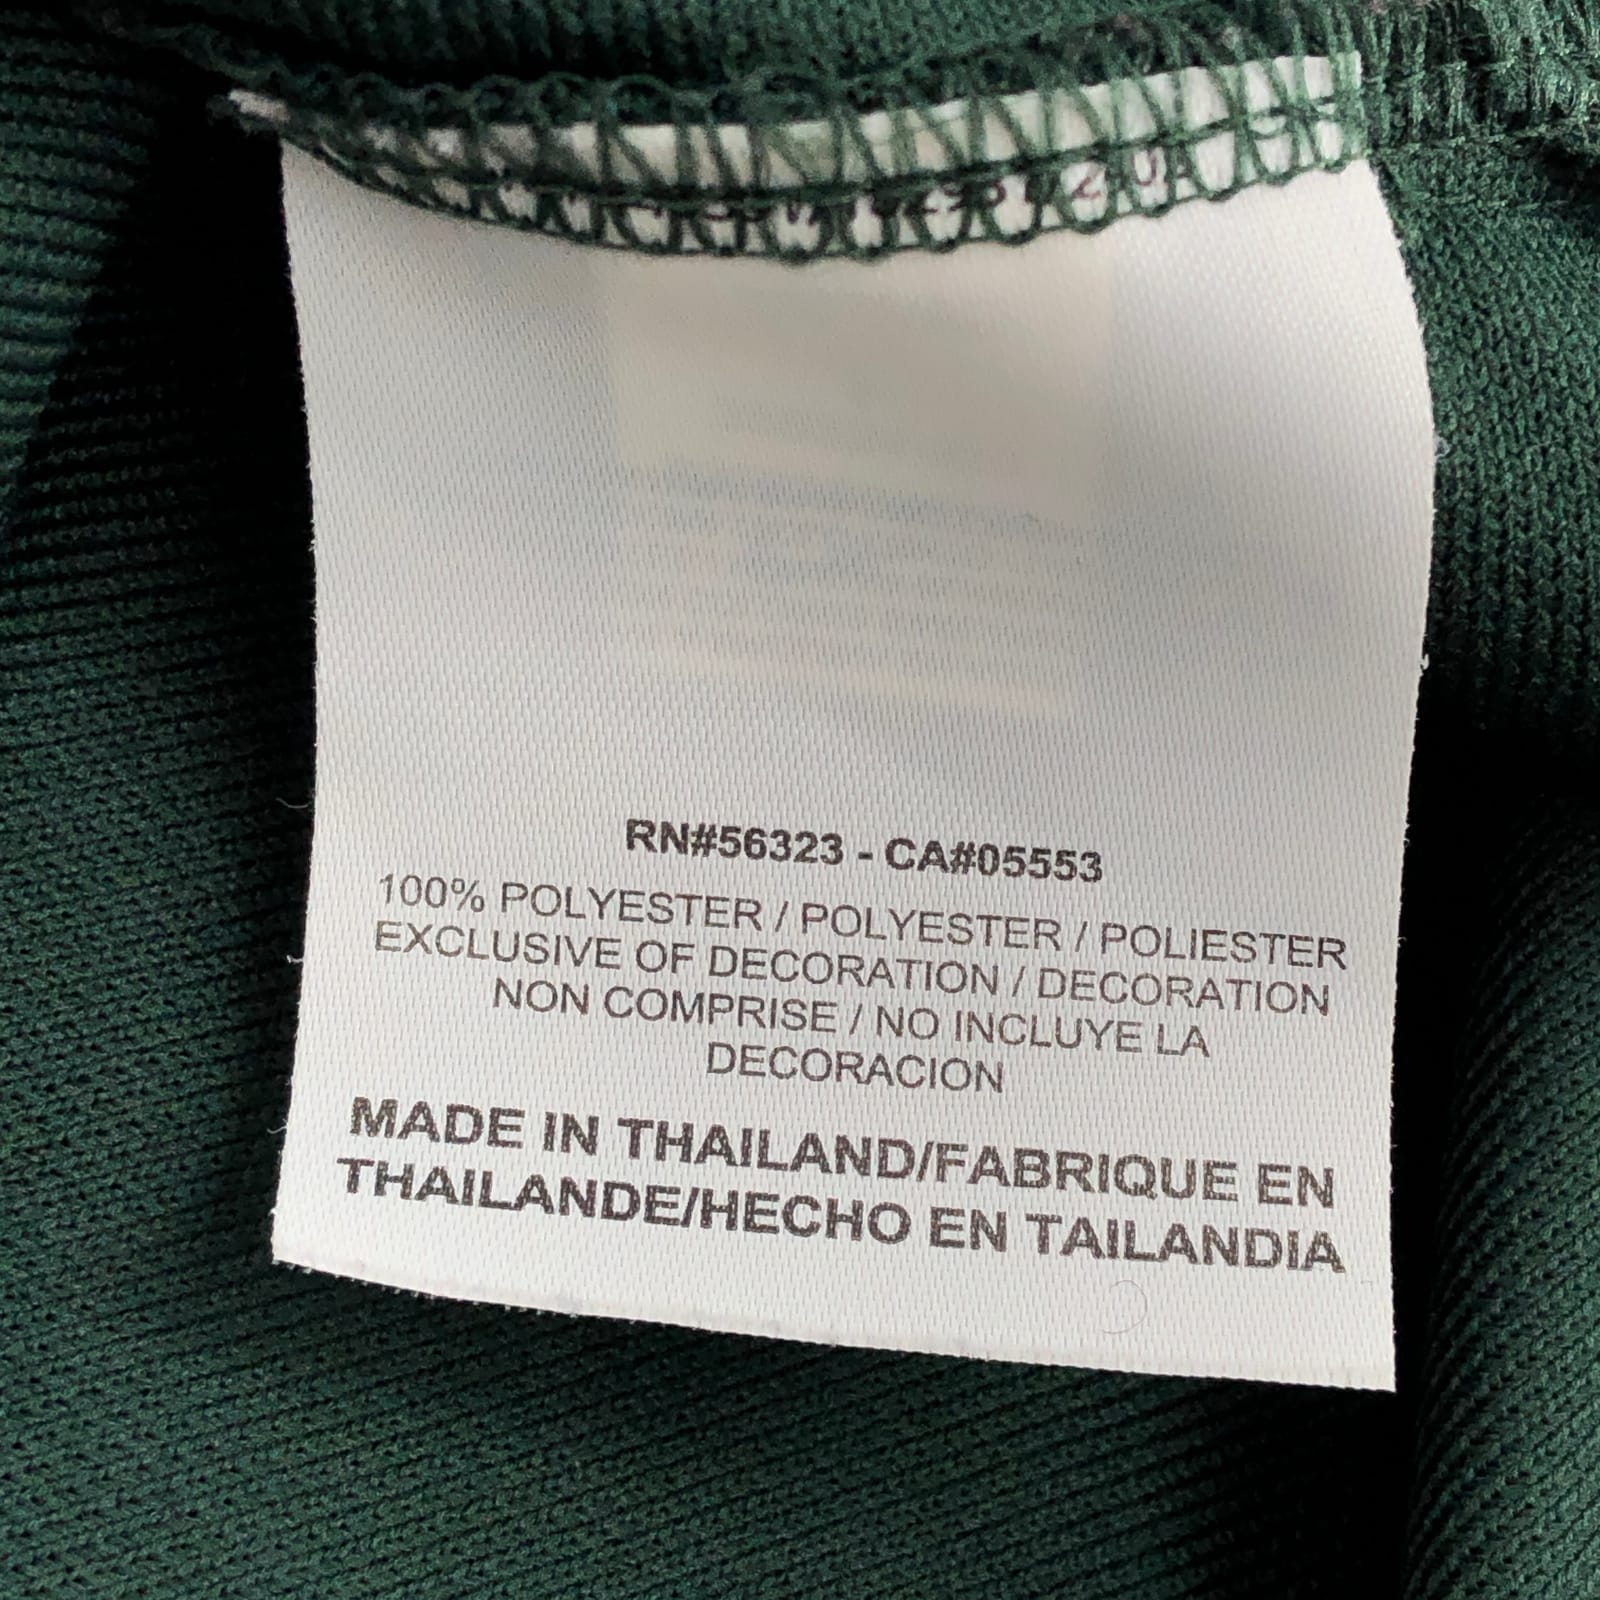 RN#56323 - CA#05553
100% POLYESTER / POLYESTER / POLIESTER
EXCLUSIVE OF DECORATION / DECORATION
NON COMPRISE / NO INCLUYE LA
DECORACION
MADE IN THAILAND/FABRIQUE EN
THAILANDE/HECHO EN TAILANDIA